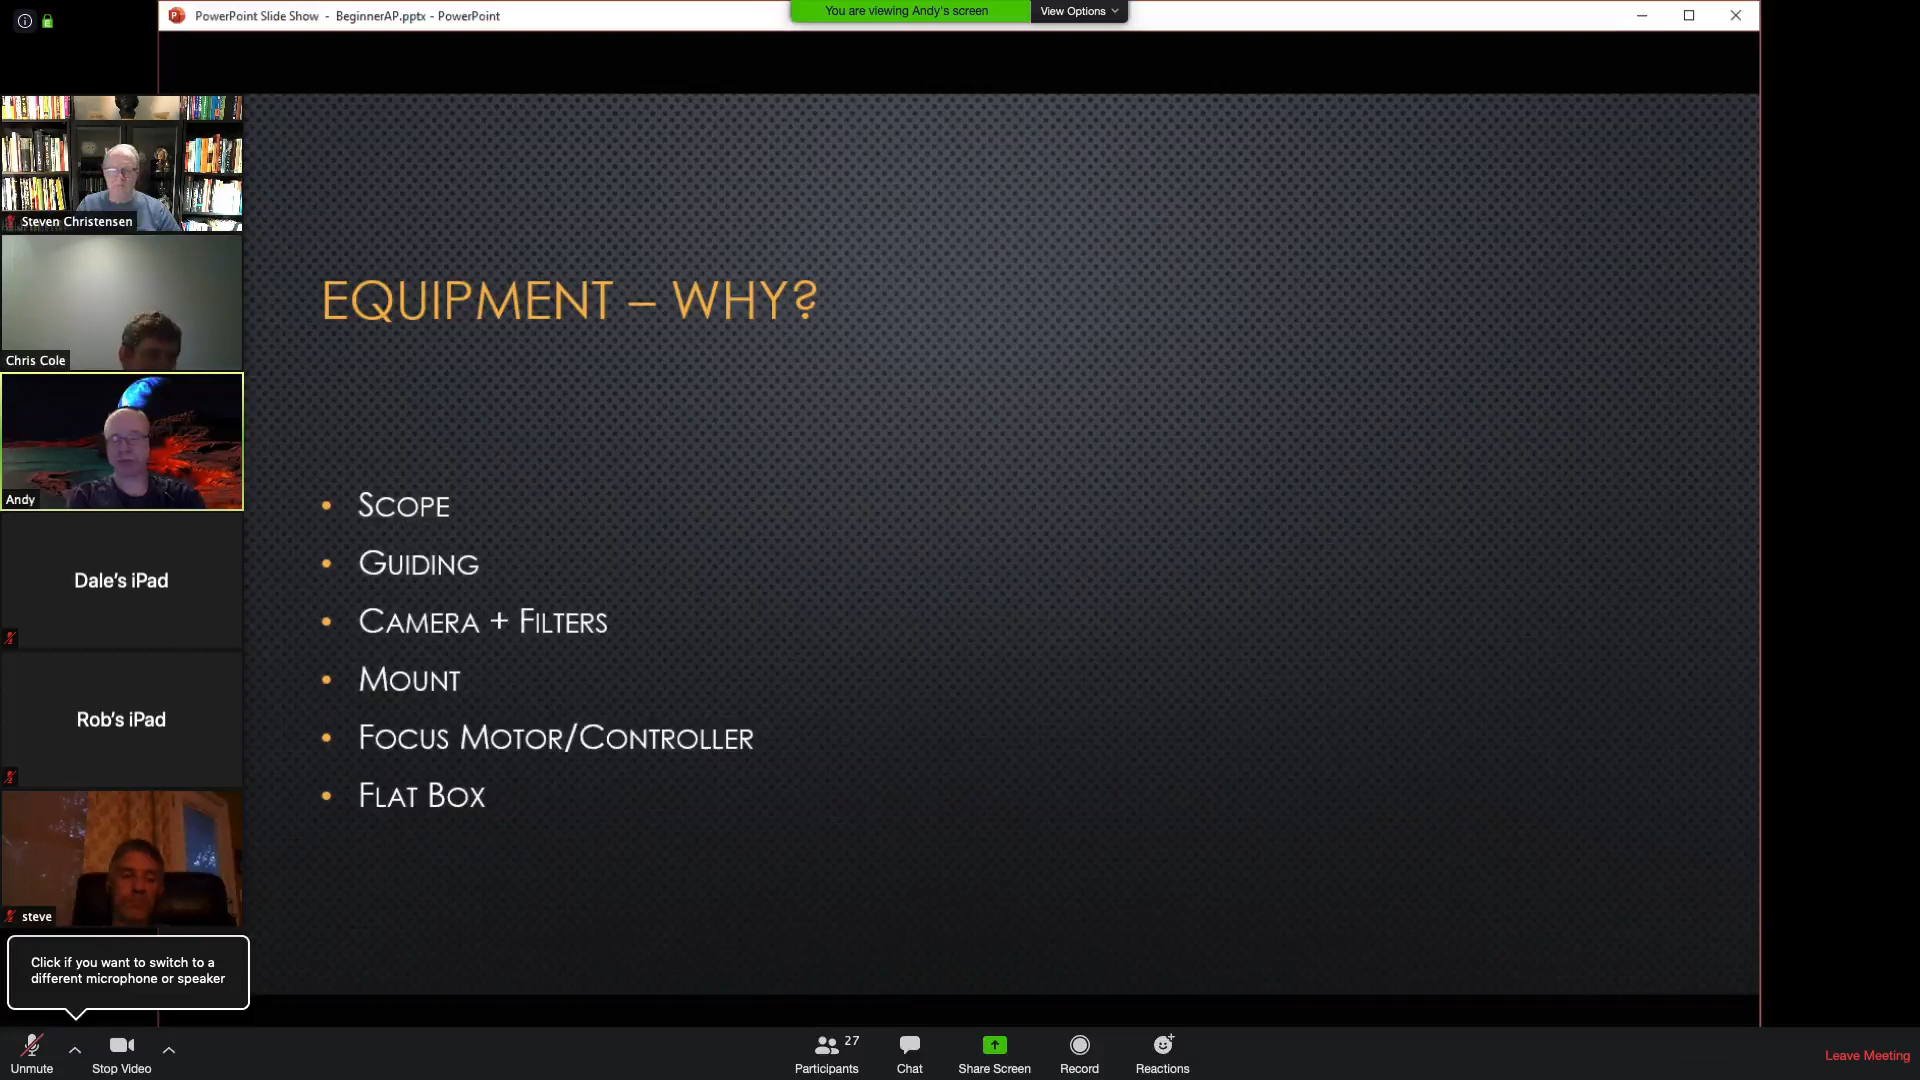 PowerPoint Slide Show - BeginnerAP.pptx - PowerPoint
You are viewing Andy's screen
View Options
Steven Christensen
Chris Cole
Andy
Dale's iPad
Rob's iPad
steve
EQUIPMENT – WHY?
• SCOPE
• GUIDING
• CAMERA + FILTERS
• MOUNT
• FOCUS MOTOR/CONTROLLER
• FLAT BOX
Click if you want to switch to a
different microphone or speaker
Unmute
Stop Video
Participants
27
Chat
Share Screen
Record
Reactions
Leave Meeting